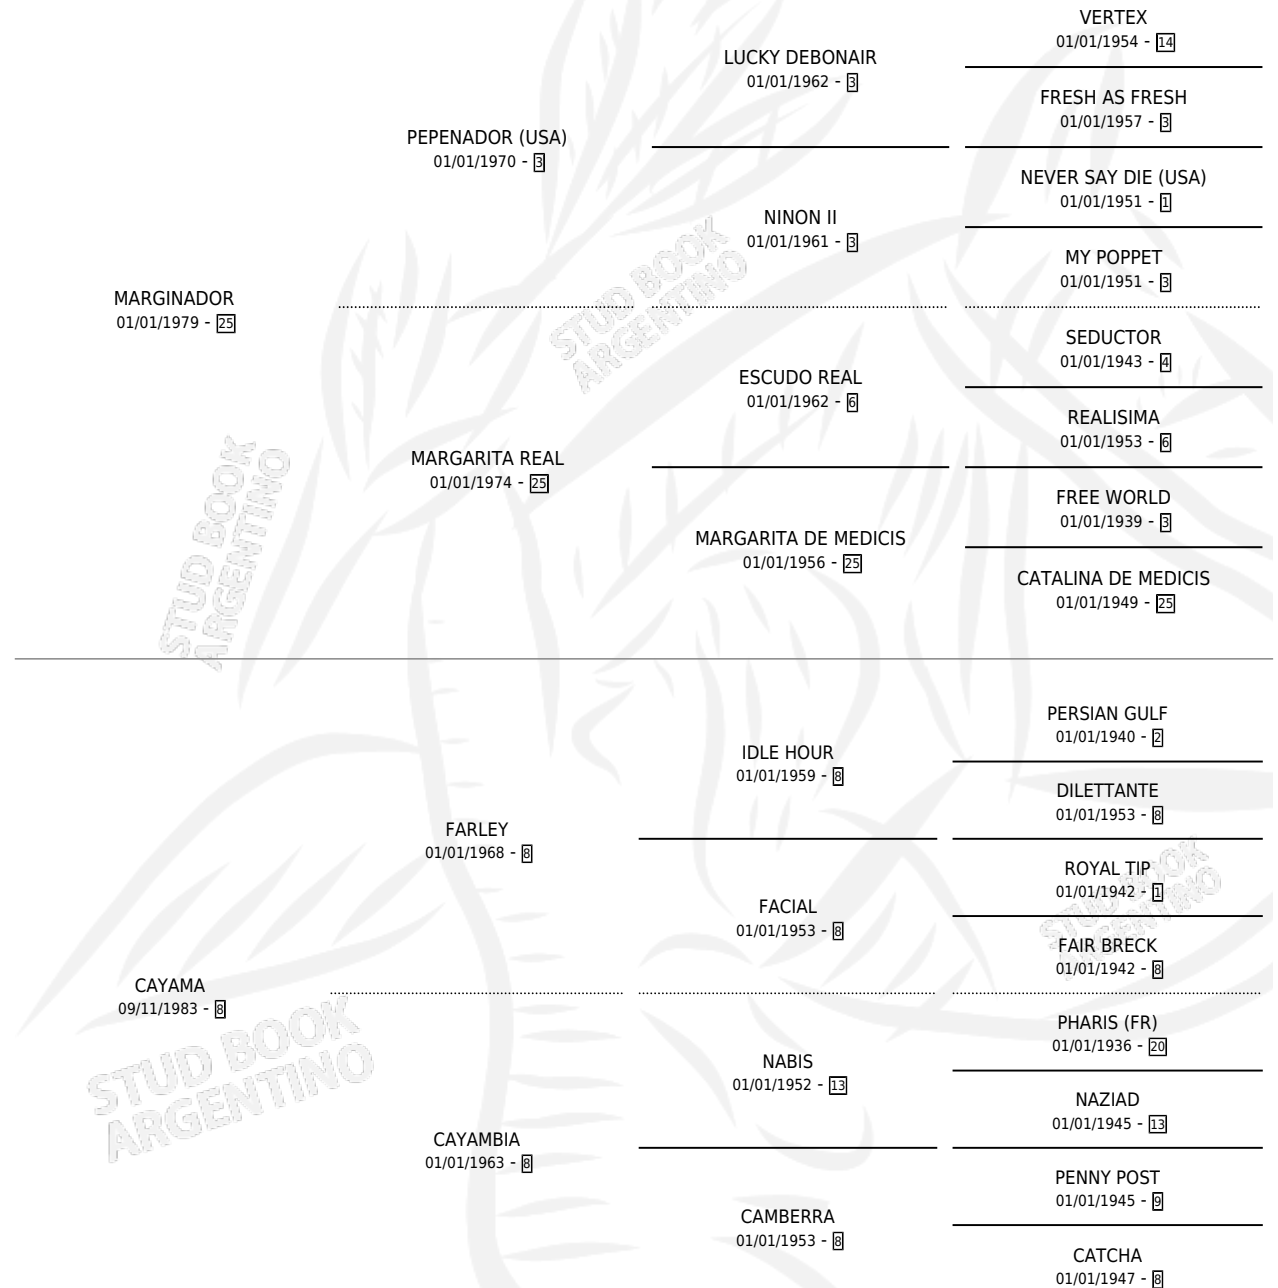 VERTEX
01/01/1954 - 14
LUCKY DEBONAIR
01/01/1962 - 3
FRESH AS FRESH
01/01/1957 - 3
PEPENADOR (USA)
01/01/1970 - 3
NEVER SAY DIE (USA)
01/01/1951 - 1
NINON II
01/01/1961 - 3
MY POPPET
01/01/1951 - 3
MARGINADOR
01/01/1979 - 25
SEDUCTOR
01/01/1943 - 4
ESCUDO REAL
01/01/1962 - 6
REALISIMA
01/01/1953 - 6
MARGARITA REAL
01/01/1974 - 25
FREE WORLD
01/01/1939 - 3
MARGARITA DE MEDICIS
01/01/1956 - 25
CATALINA DE MEDICIS
01/01/1949 - 25
STUD BOOK
ARGENTINO
STUD BOOK
ARGENTINO
PERSIAN GULF
01/01/1940 - 2
IDLE HOUR
01/01/1959 - 8
DILETTANTE
01/01/1953 - 8
FARLEY
01/01/1968 - 8
ROYAL TIP
01/01/1942 - 1
FACIAL
01/01/1953 - 8
FAIR BRECK
01/01/1942 - 8
STUD BOOK
ARGENTINO
CAYAMA
09/11/1983 - 8
PHARIS (FR)
01/01/1936 - 20
NABIS
01/01/1952 - 13
NAZIAD
01/01/1945 - 13
CAYAMBIA
01/01/1963 - 8
PENNY POST
01/01/1945 - 9
CAMBERRA
01/01/1953 - 8
CATCHA
01/01/1947 - 8
STUD BOOK
ARGENTINO